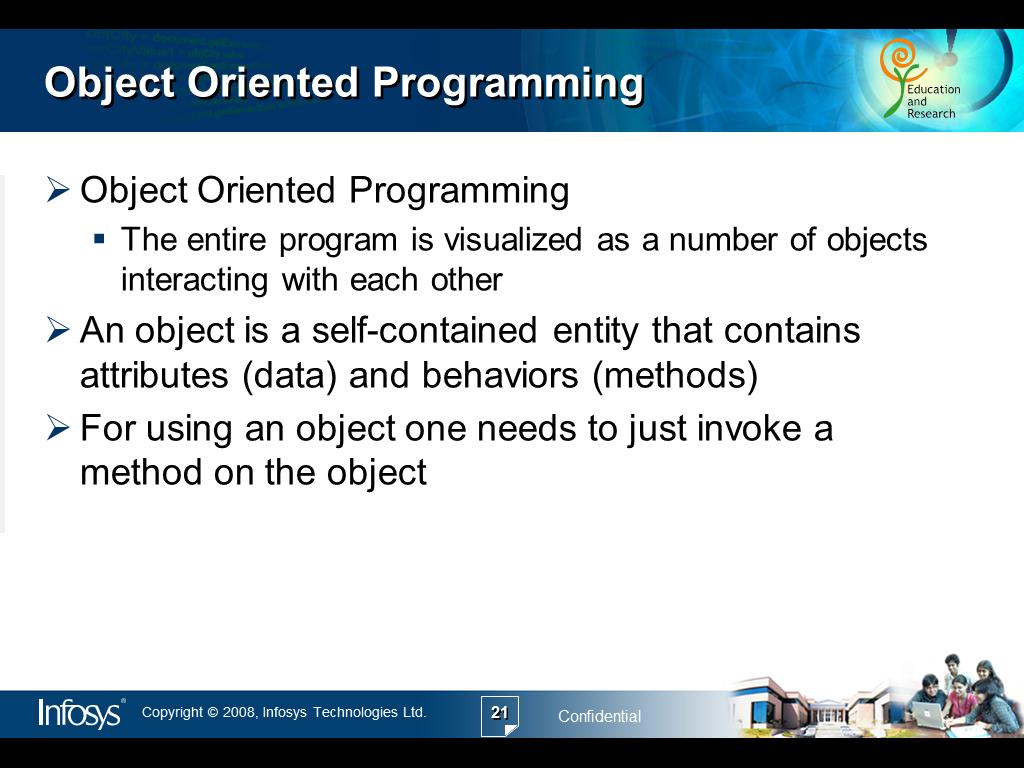 Object Oriented Programming
Education
and
Research
Object Oriented Programming
The entire program is visualized as a number of objects
interacting with each other
An object is a self-contained entity that contains
attributes (data) and behaviors (methods)
For using an object one needs to just invoke a
method on the object
Infosys®
Copyright © 2008, Infosys Technologies Ltd.
21
Confidential